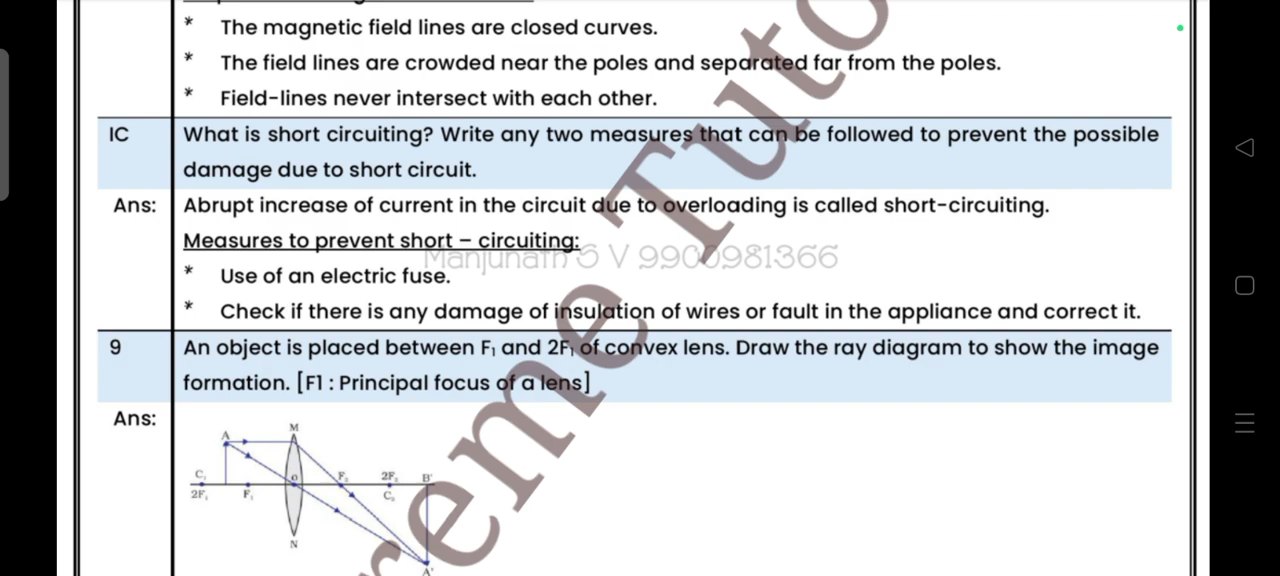 * The magnetic field lines are closed curves.
* The field lines are crowded near the poles and separated far from the poles.
* Field-lines never intersect with each other.
IC What is short circuiting? Write any two measures that can be followed to prevent the possible
damage due to short circuit.
Ans: Abrupt increase of current in the circuit due to overloading is called short-circuiting.
Measures to prevent short – circuiting:
Manjunath S V 9900981366
* Use of an electric fuse.
* Check if there is any damage of insulation of wires or fault in the appliance and correct it.
9 An object is placed between F₁ and 2F₁ of convex lens. Draw the ray diagram to show the image
formation. [F1 : Principal focus of a lens]
Ans:
M
A
C₁ O F₂ 2F₂ B'
2F₁ F₁ C₂
N
A'
reme Tuto